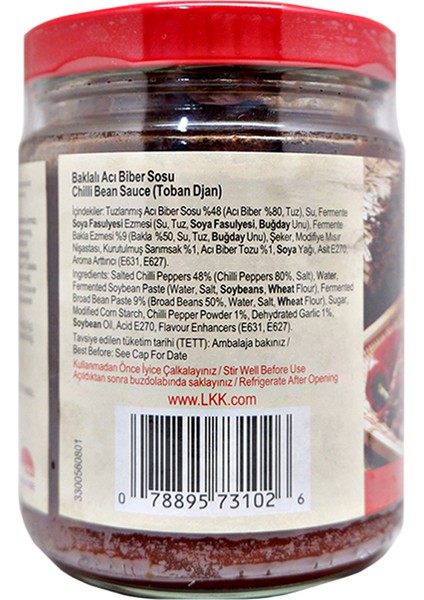 Baklalı Acı Biber Sosu
Chilli Bean Sauce (Toban Djan)
İçindekiler: Tuzlanmış Acı Biber %48 (Acı Biber %80, Tuz), Su, Fermente
Soya Fasulyesi Ezmesi (Su, Tuz, Soya Fasulyesi, Buğday Unu), Fermente
Bakla Ezmesi %9 (Bakla %50, Su, Tuz, Buğday Unu), Şeker, Modifiye Mısır
Nişastası, Kurutulmuş Sarımsak %1, Acı Biber Tozu %1, Soya Yağı, Asit E270,
Aroma Arttırıcı (E631, E627).
Ingredients: Salted Chilli Peppers 48% (Chilli Peppers 80%, Salt), Water,
Fermented Soybean Paste (Water, Salt, Soybeans, Wheat Flour), Fermented
Broad Bean Paste 9% (Broad Beans 50%, Water, Salt, Wheat Flour), Sugar,
Modified Corn Starch, Chilli Pepper Powder 1%, Dehydrated Garlic 1%,
Soybean Oil, Acid E270, Flavour Enhancers (E631, E627).
Tavsiye edilen tüketim tarihi (TETT): Ambalaja bakınız/
Best Before: See Cap For Date
Kullanmadan Önce İyice Çalkalayınız / Stir Well Before Use
Açıldıktan sonra buzdolabında saklayınız / Refrigerate After Opening
www.LKK.com
3300560801
0 78895 73102 6